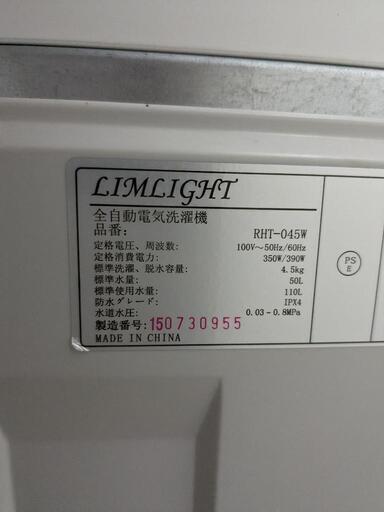 LIMLIGHT
全自動電気洗濯機
品番: RHT-045W
定格電圧、周波数: 100V～50Hz/60Hz
定格消費電力: 350W/390W
標準洗濯、脱水容量: 4.5kg
標準水量: 50L
標準使用水量: 110L
防水グレード: IPX4
水道水圧: 0.03-0.8MPa
製造番号: 150730955
MADE IN CHINA
PS
E